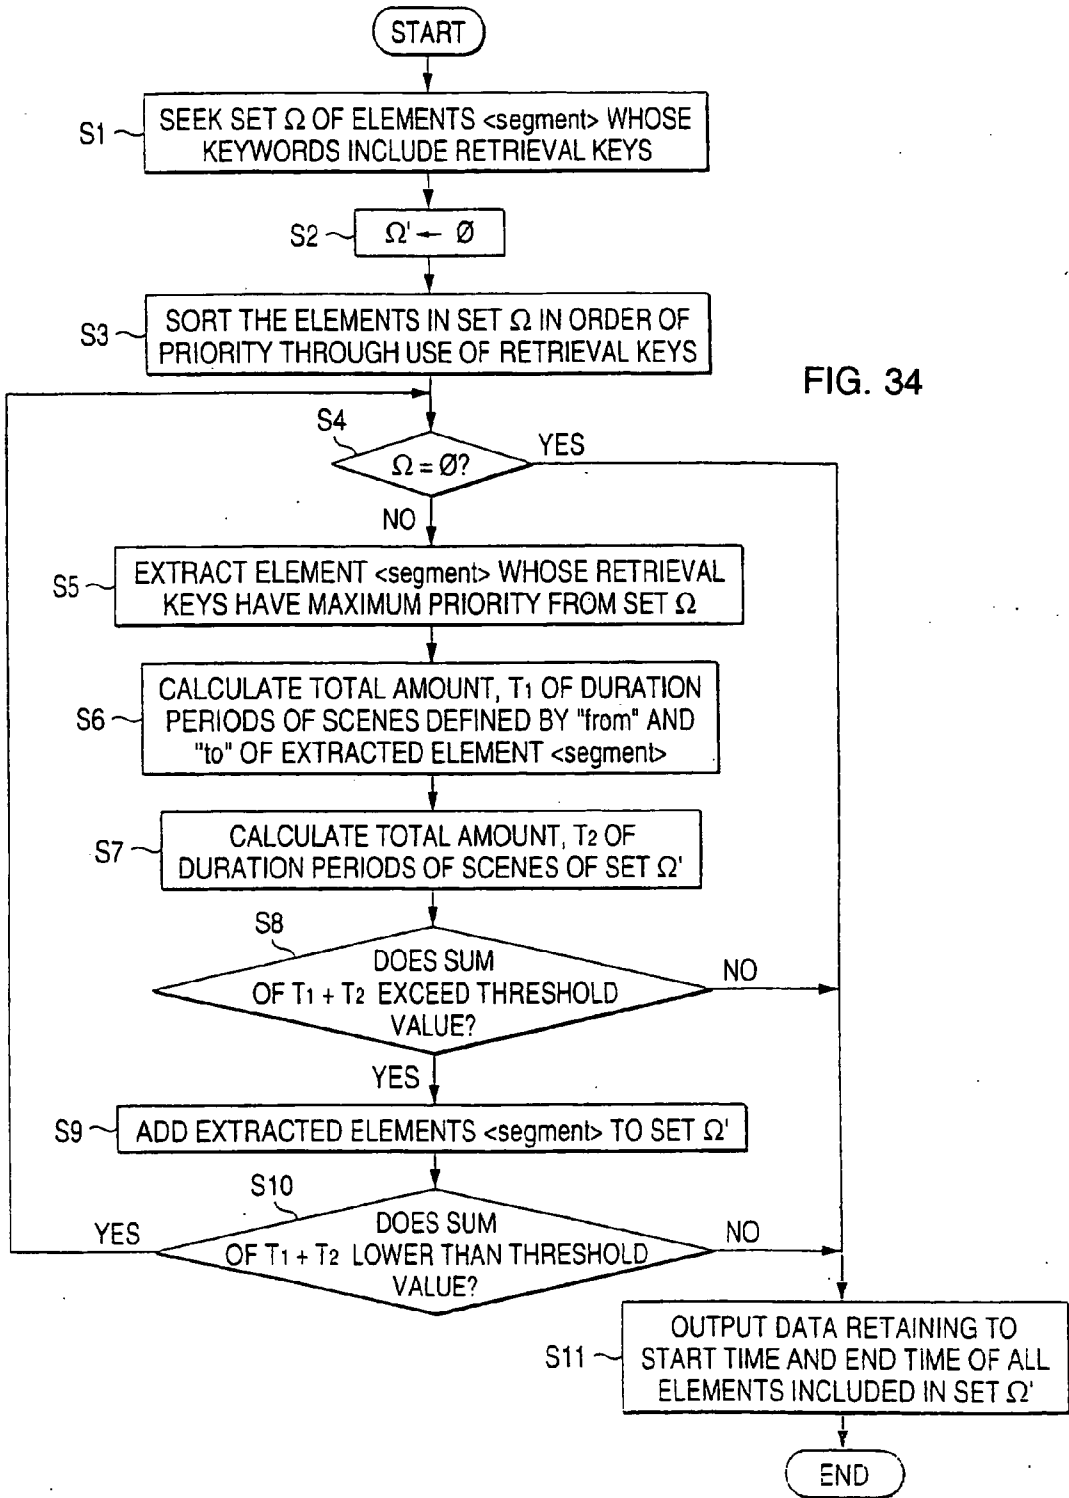 START
S1
SEEK SET Ω OF ELEMENTS <segment> WHOSE
KEYWORDS INCLUDE RETRIEVAL KEYS
S2
Ω' ← Ø
S3
SORT THE ELEMENTS IN SET Ω IN ORDER OF
PRIORITY THROUGH USE OF RETRIEVAL KEYS
FIG. 34
S4
Ω = Ø?
YES
NO
S5
EXTRACT ELEMENT <segment> WHOSE RETRIEVAL
KEYS HAVE MAXIMUM PRIORITY FROM SET Ω
S6
CALCULATE TOTAL AMOUNT, T1 OF DURATION
PERIODS OF SCENES DEFINED BY "from" AND
"to" OF EXTRACTED ELEMENT <segment>
S7
CALCULATE TOTAL AMOUNT, T2 OF
DURATION PERIODS OF SCENES OF SET Ω'
S8
DOES SUM
OF T1 + T2 EXCEED THRESHOLD
VALUE?
NO
YES
S9
ADD EXTRACTED ELEMENTS <segment> TO SET Ω'
S10
DOES SUM
OF T1 + T2 LOWER THAN THRESHOLD
VALUE?
YES
NO
S11
OUTPUT DATA RETAINING TO
START TIME AND END TIME OF ALL
ELEMENTS INCLUDED IN SET Ω'
END